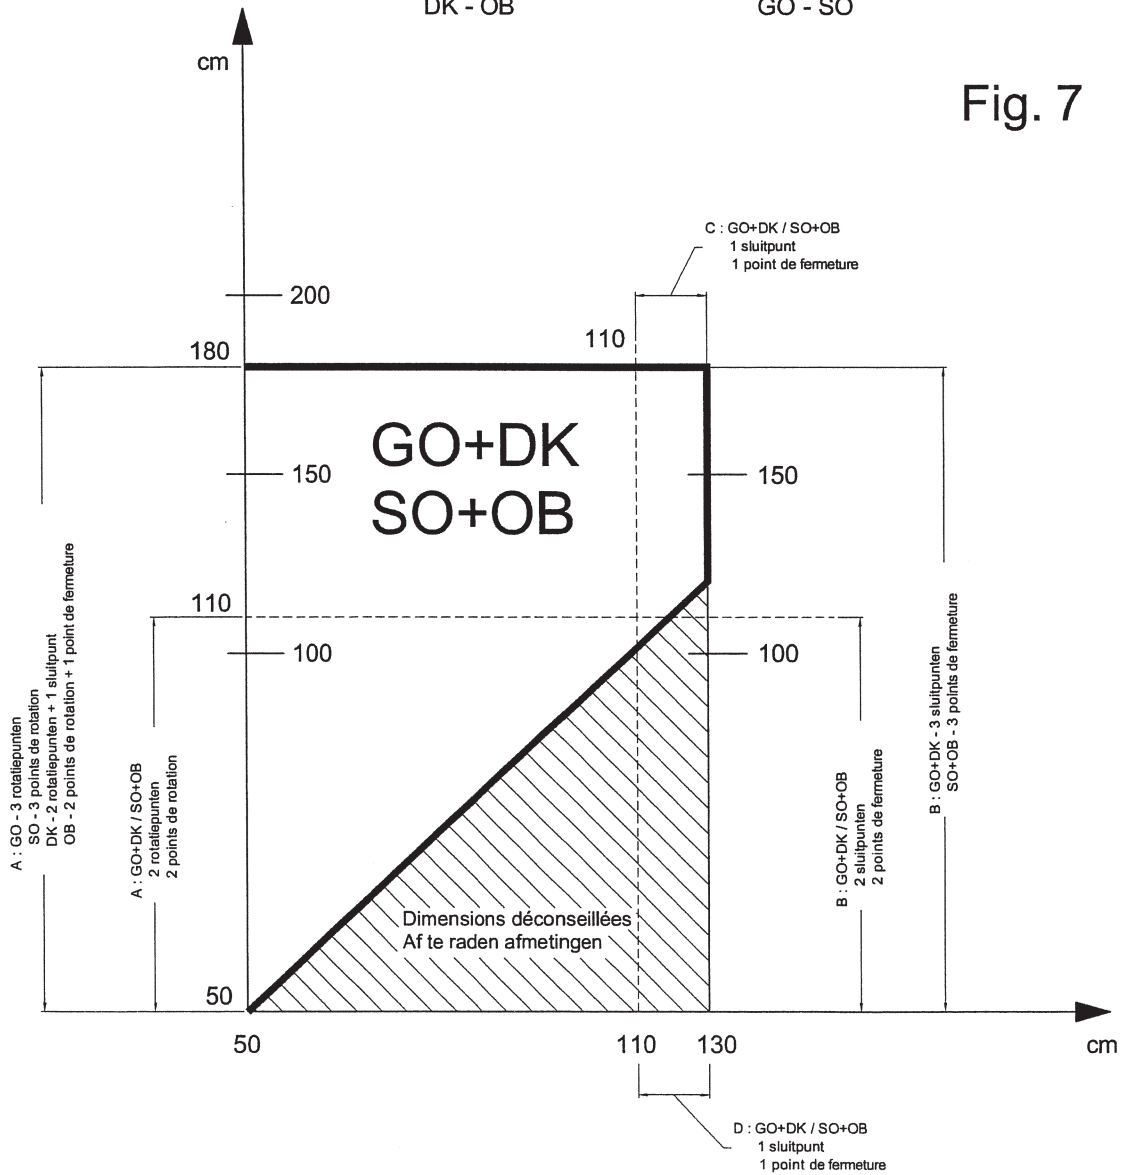 DK - OB
GO - SO
cm
Fig. 7
C : GO+DK / SO+OB
1 sluitpunt
1 point de fermeture
200
110
180
GO+DK
SO+OB
150
150
110
100
100
A : GO - 3 rotatiepunten
SO - 3 points de rotation
DK - 2 rotatiepunten + 1 sluitpunt
OB - 2 points de rotation + 1 point de fermeture
A : GO+DK / SO+OB
2 rotatiepunten
2 points de rotation
B : GO+DK / SO+OB
2 sluitpunten
2 points de fermeture
B : GO+DK - 3 sluitpunten
SO+OB - 3 points de fermeture
Dimensions déconseillées
Af te raden afmetingen
50
50
110
130
cm
D : GO+DK / SO+OB
1 sluitpunt
1 point de fermeture